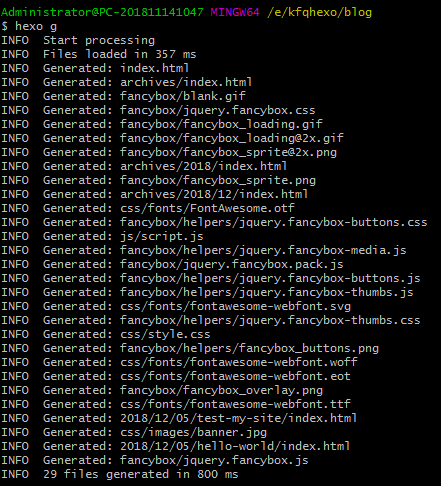 Administrator@PC-201811141047 MINGW64 /e/kfqhexo/blog
$ hexo g
INFO  Start processing
INFO  Files loaded in 357 ms
INFO  Generated: index.html
INFO  Generated: archives/index.html
INFO  Generated: fancybox/blank.gif
INFO  Generated: fancybox/jquery.fancybox.css
INFO  Generated: fancybox/fancybox_loading.gif
INFO  Generated: fancybox/fancybox_loading@2x.gif
INFO  Generated: fancybox/fancybox_sprite@2x.png
INFO  Generated: archives/2018/index.html
INFO  Generated: fancybox/fancybox_sprite.png
INFO  Generated: archives/2018/12/index.html
INFO  Generated: css/fonts/FontAwesome.otf
INFO  Generated: fancybox/helpers/jquery.fancybox-buttons.css
INFO  Generated: js/script.js
INFO  Generated: fancybox/helpers/jquery.fancybox-media.js
INFO  Generated: fancybox/jquery.fancybox.pack.js
INFO  Generated: fancybox/helpers/jquery.fancybox-buttons.js
INFO  Generated: fancybox/helpers/jquery.fancybox-thumbs.js
INFO  Generated: css/fonts/fontawesome-webfont.svg
INFO  Generated: fancybox/helpers/jquery.fancybox-thumbs.css
INFO  Generated: css/style.css
INFO  Generated: fancybox/helpers/fancybox_buttons.png
INFO  Generated: css/fonts/fontawesome-webfont.woff
INFO  Generated: css/fonts/fontawesome-webfont.eot
INFO  Generated: fancybox/fancybox_overlay.png
INFO  Generated: css/fonts/fontawesome-webfont.ttf
INFO  Generated: 2018/12/05/test-my-site/index.html
INFO  Generated: css/images/banner.jpg
INFO  Generated: 2018/12/05/hello-world/index.html
INFO  Generated: fancybox/jquery.fancybox.js
INFO  29 files generated in 800 ms